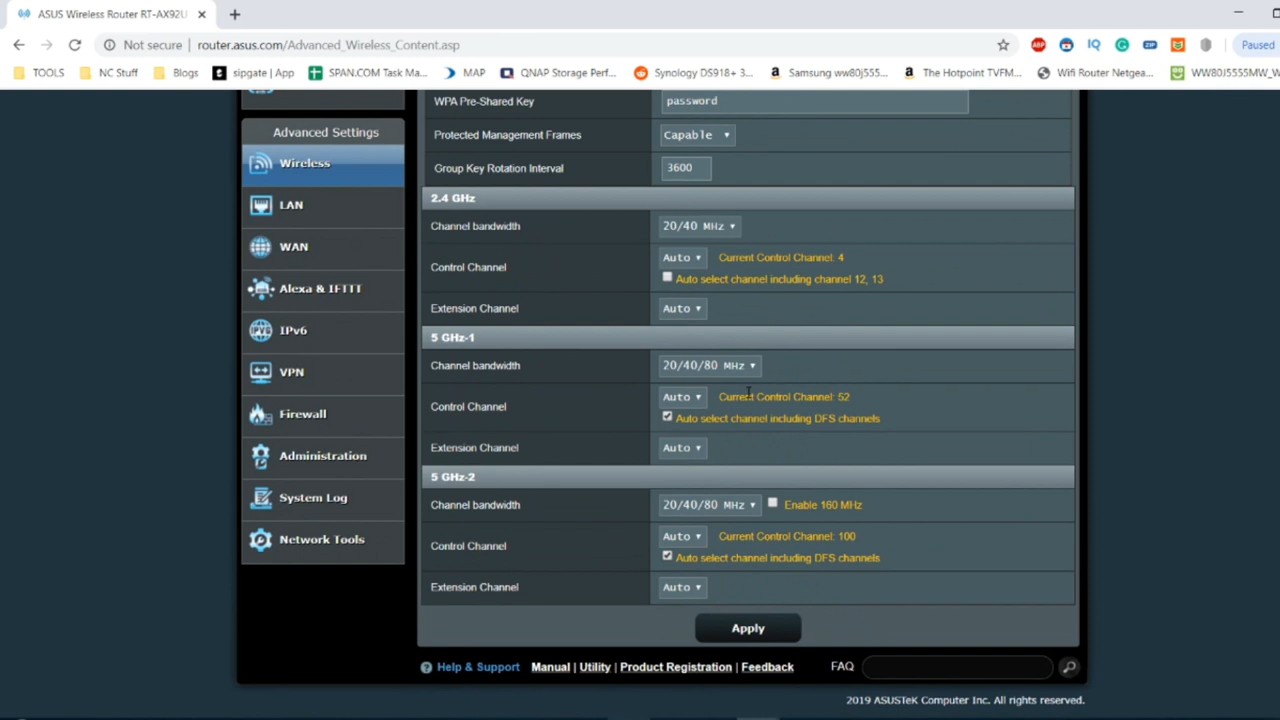 ASUS Wireless Router RT-AX92U
Not secure | router.asus.com/Advanced_Wireless_Content.asp
ABP IQ ZIP Paused
TOOLS NC Stuff Blogs sipgate | App SPAN.COM Task Ma... MAP QNAP Storage Perf... Synology DS918+ 3... Samsung ww80j555... The Hotpoint TVFM... Wifi Router Netgea... WW80J5555MW_W
WPA Pre-Shared Key password
Advanced Settings
Protected Management Frames Capable
Wireless
Group Key Rotation Interval 3600
2.4 GHz
LAN
Channel bandwidth 20/40 MHz
WAN
Control Channel Auto Current Control Channel: 4
Auto select channel including channel 12, 13
Alexa & IFTTT
Extension Channel Auto
IPv6
5 GHz-1
Channel bandwidth 20/40/80 MHz
VPN
Control Channel Auto Current Control Channel: 52
Auto select channel including DFS channels
Firewall
Extension Channel Auto
Administration
5 GHz-2
System Log
Channel bandwidth 20/40/80 MHz Enable 160 MHz
Network Tools
Control Channel Auto Current Control Channel: 100
Auto select channel including DFS channels
Extension Channel Auto
Apply
Help & Support Manual | Utility | Product Registration | Feedback FAQ
2019 ASUSTeK Computer Inc. All rights reserved.